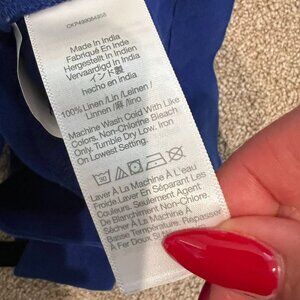 Made In India
Fabriqué En Inde
Hergestellt In Indien
Vervaardigd In India
インド製
hecho en india
100% Linen /Lin /Leinen/
Linnen /麻 / lino
Machine Wash Cold With Like
Colors. Non-Chlorine Bleach
Only. Tumble Dry Low. Iron
On Lowest Setting.
30
Laver À La Machine À L'eau
Froide Laver En Séparant Les
Couleurs. Seulement Agent
De Blanchiment Non-Chlore.
Sécher À La Machine À
Température Basse. Repasser
À Fer Doux Si